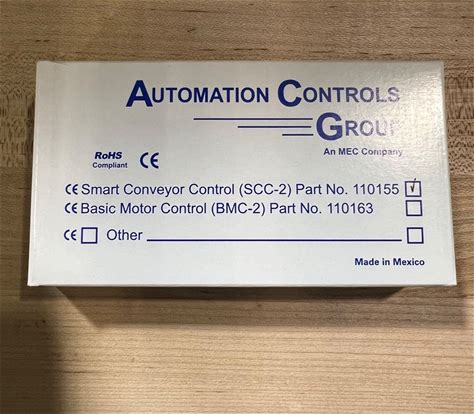 AUTOMATION CONTROLS
GROUP
An MEC Company
RoHS
Compliant CE
CE Smart Conveyor Control (SCC-2) Part No. 110155
CE Basic Motor Control (BMC-2) Part No. 110163
CE Other
Made in Mexico